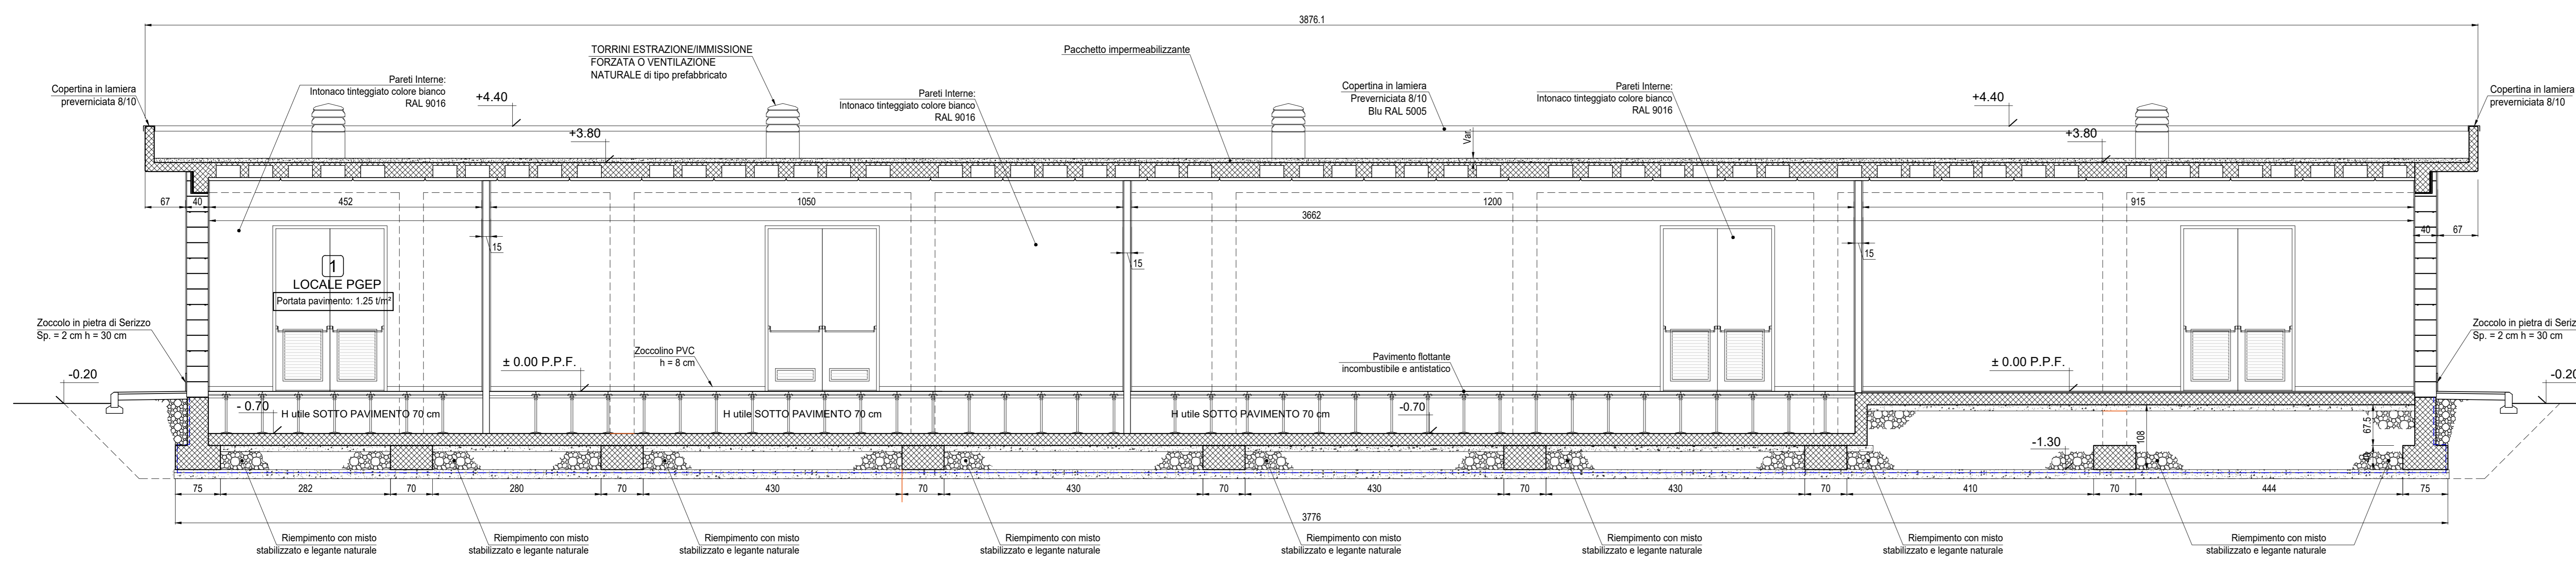 3876.1
TORRINI ESTRAZIONE/IMMISSIONE
FORZATA O VENTILAZIONE
NATURALE di tipo prefabbricato
Pacchetto impermeabilizzante
Copertina in lamiera
preverniciata 8/10
Pareti Interne:
Intonaco tinteggiato colore bianco
RAL 9016
+4.40
+3.80
Pareti Interne:
Intonaco tinteggiato colore bianco
RAL 9016
Copertina in lamiera
Preverniciata 8/10
Blu RAL 5005
Var.
Pareti Interne:
Intonaco tinteggiato colore bianco
RAL 9016
+4.40
+3.80
Copertina in lamiera
preverniciata 8/10
67 40 452 1050 1200 915
3662
40 67
15
15
15
1
LOCALE PGEP
Portata pavimento: 1.25 t/m²
Zoccolo in pietra di Serizzo
Sp. = 2 cm h = 30 cm
-0.20
± 0.00 P.P.F.
Zoccolino PVC
h = 8 cm
Pavimento flottante
incombustibile e antistatico
± 0.00 P.P.F.
Zoccolo in pietra di Seriz
Sp. = 2 cm h = 30 cm
-0.20
- 0.70
H utile SOTTO PAVIMENTO 70 cm
H utile SOTTO PAVIMENTO 70 cm
H utile SOTTO PAVIMENTO 70 cm
-0.70
-1.30
108
67.5
75 282 70 280 70 430 70 430 70 430 70 430 70 410 70 444 75
3776
Riempimento con misto
stabilizzato e legante naturale
Riempimento con misto
stabilizzato e legante naturale
Riempimento con misto
stabilizzato e legante naturale
Riempimento con misto
stabilizzato e legante naturale
Riempimento con misto
stabilizzato e legante naturale
Riempimento con misto
stabilizzato e legante naturale
Riempimento con misto
stabilizzato e legante naturale
Riempimento con misto
stabilizzato e legante naturale